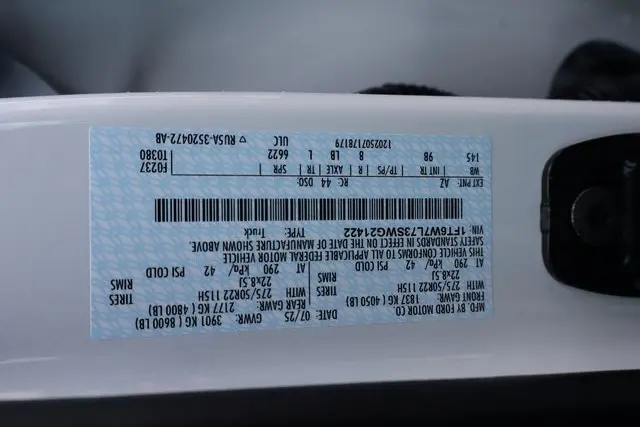 MFD. BY FORD MOTOR CO.
DATE: 07/25 GVWR: 3901 KG ( 8600 LB)
FRONT GAWR: REAR GAWR:
1837 KG ( 4050 LB) 2177 KG ( 4800 LB)
WITH 275/50R22 115H TIRES WITH 275/50R22 115H TIRES
22x8.5J RIMS 22x8.5J RIMS
AT 290 kPa/ 42 PSI COLD AT 290 kPa/ 42 PSI COLD
THIS VEHICLE CONFORMS TO ALL APPLICABLE FEDERAL MOTOR VEHICLE
SAFETY STANDARDS IN EFFECT ON THE DATE OF MANUFACTURE SHOWN ABOVE.
VIN: 1FT6W7L73SWG21422 TYPE: Truck
EXT PNT: AZ RC: 44 DSO: F0237
WB INT TR TP/PS R AXLE TR SPR T0380
145 98 8 LB L 6622
1202507178179 ULC ▽ RU5A-3S20472-AB